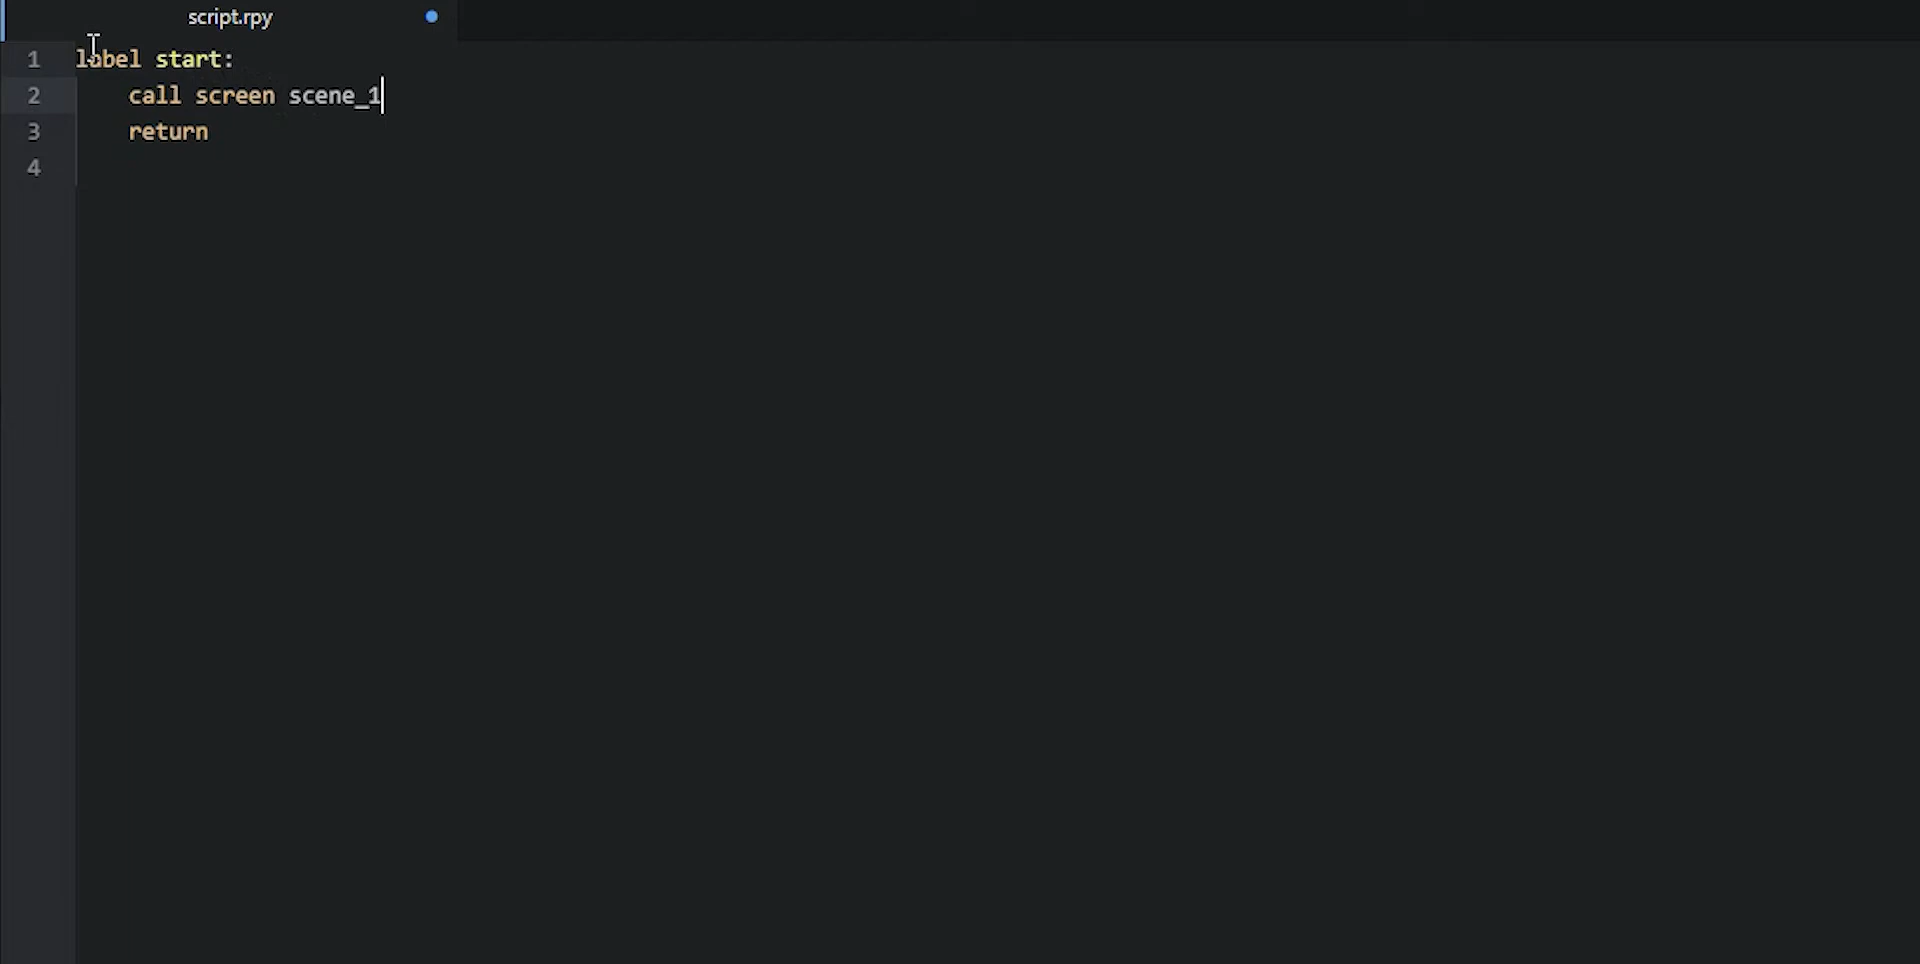 script.rpy
1 label start:
2     call screen scene_1
3     return
4